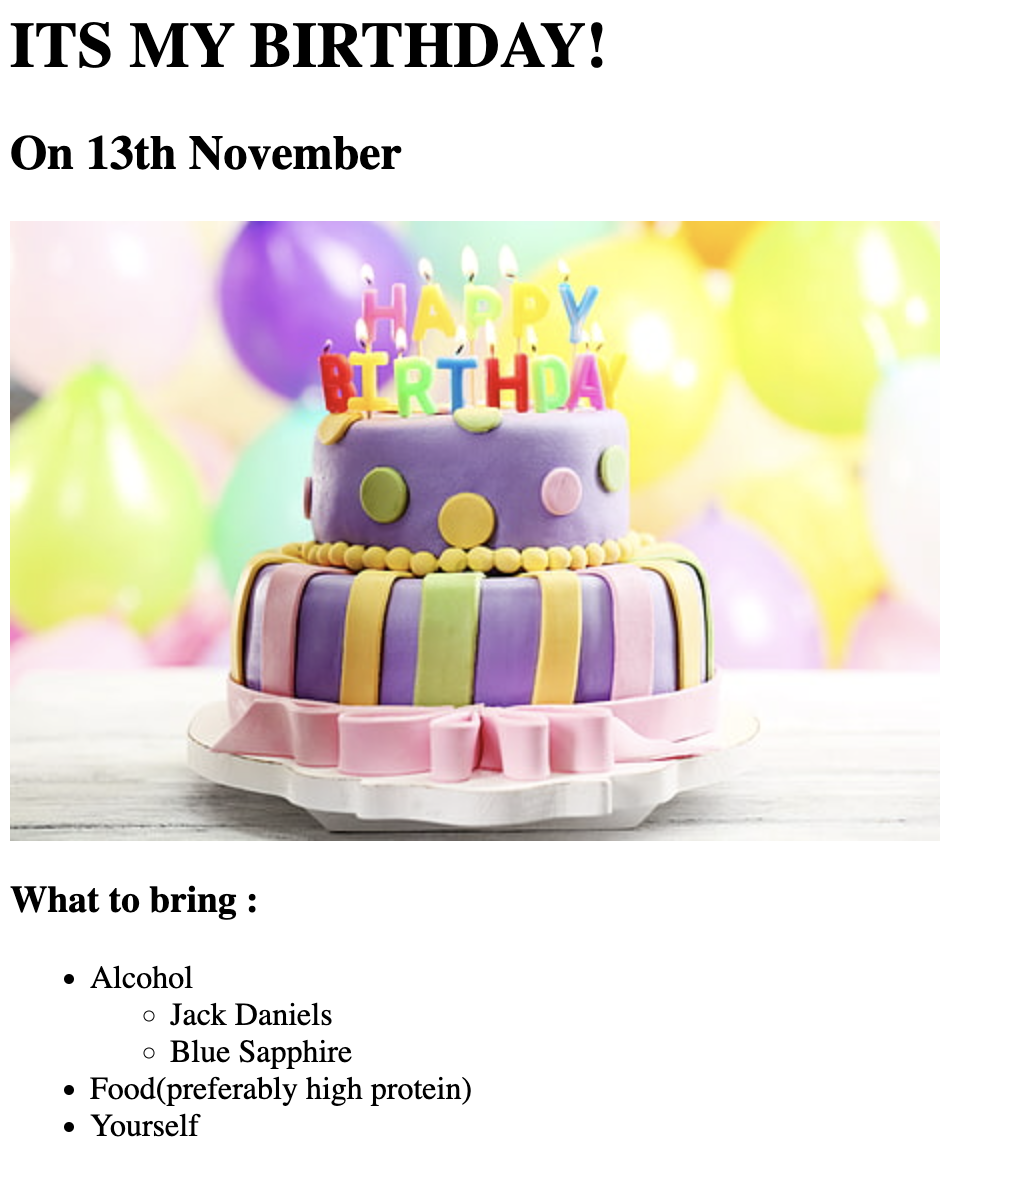 ITS MY BIRTHDAY!
On 13th November
HAPPY
BIRTHDAY
What to bring :
Alcohol
Jack Daniels
Blue Sapphire
Food(preferably high protein)
Yourself